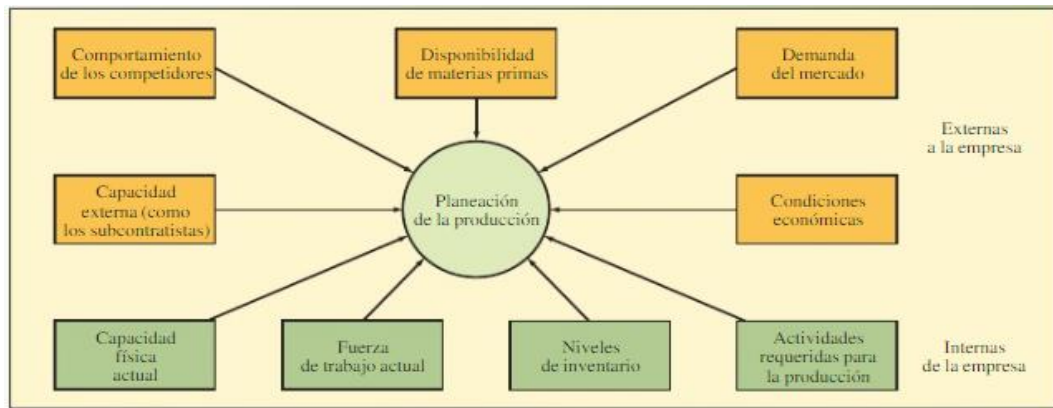 Comportamiento
de los competidores
Disponibilidad
de materias primas
Demanda
del mercado
Externas
a la empresa
Capacidad
externa (como
los subcontratistas)
Planeación
de la producción
Condiciones
económicas
Capacidad
física
actual
Fuerza
de trabajo actual
Niveles
de inventario
Actividades
requeridas para
la producción
Internas
de la empresa